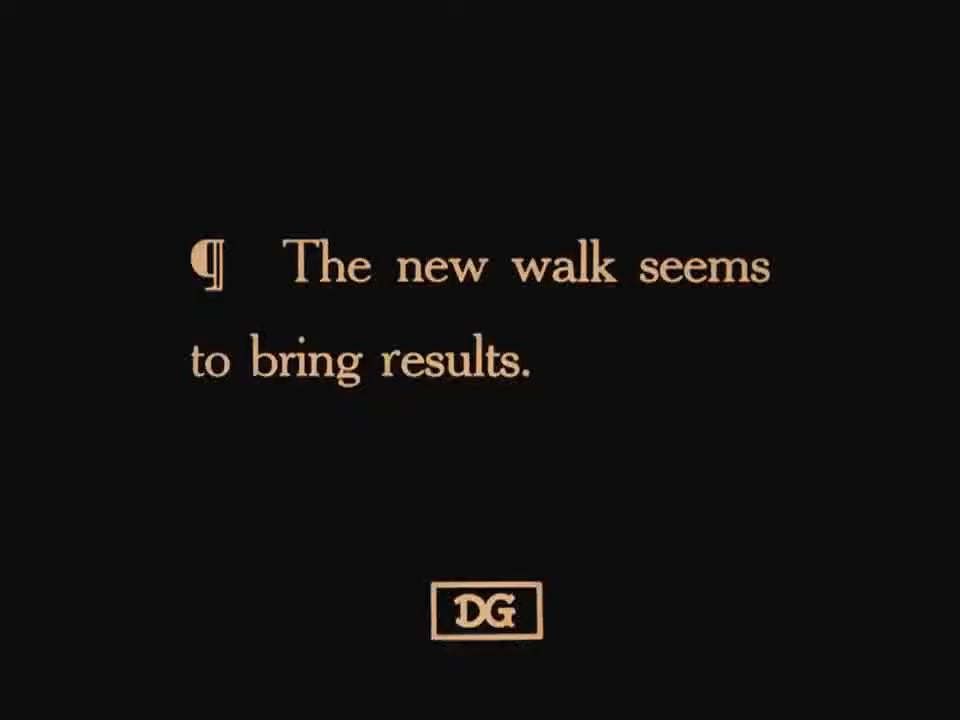 ¶ The new walk seems
to bring results.
DG